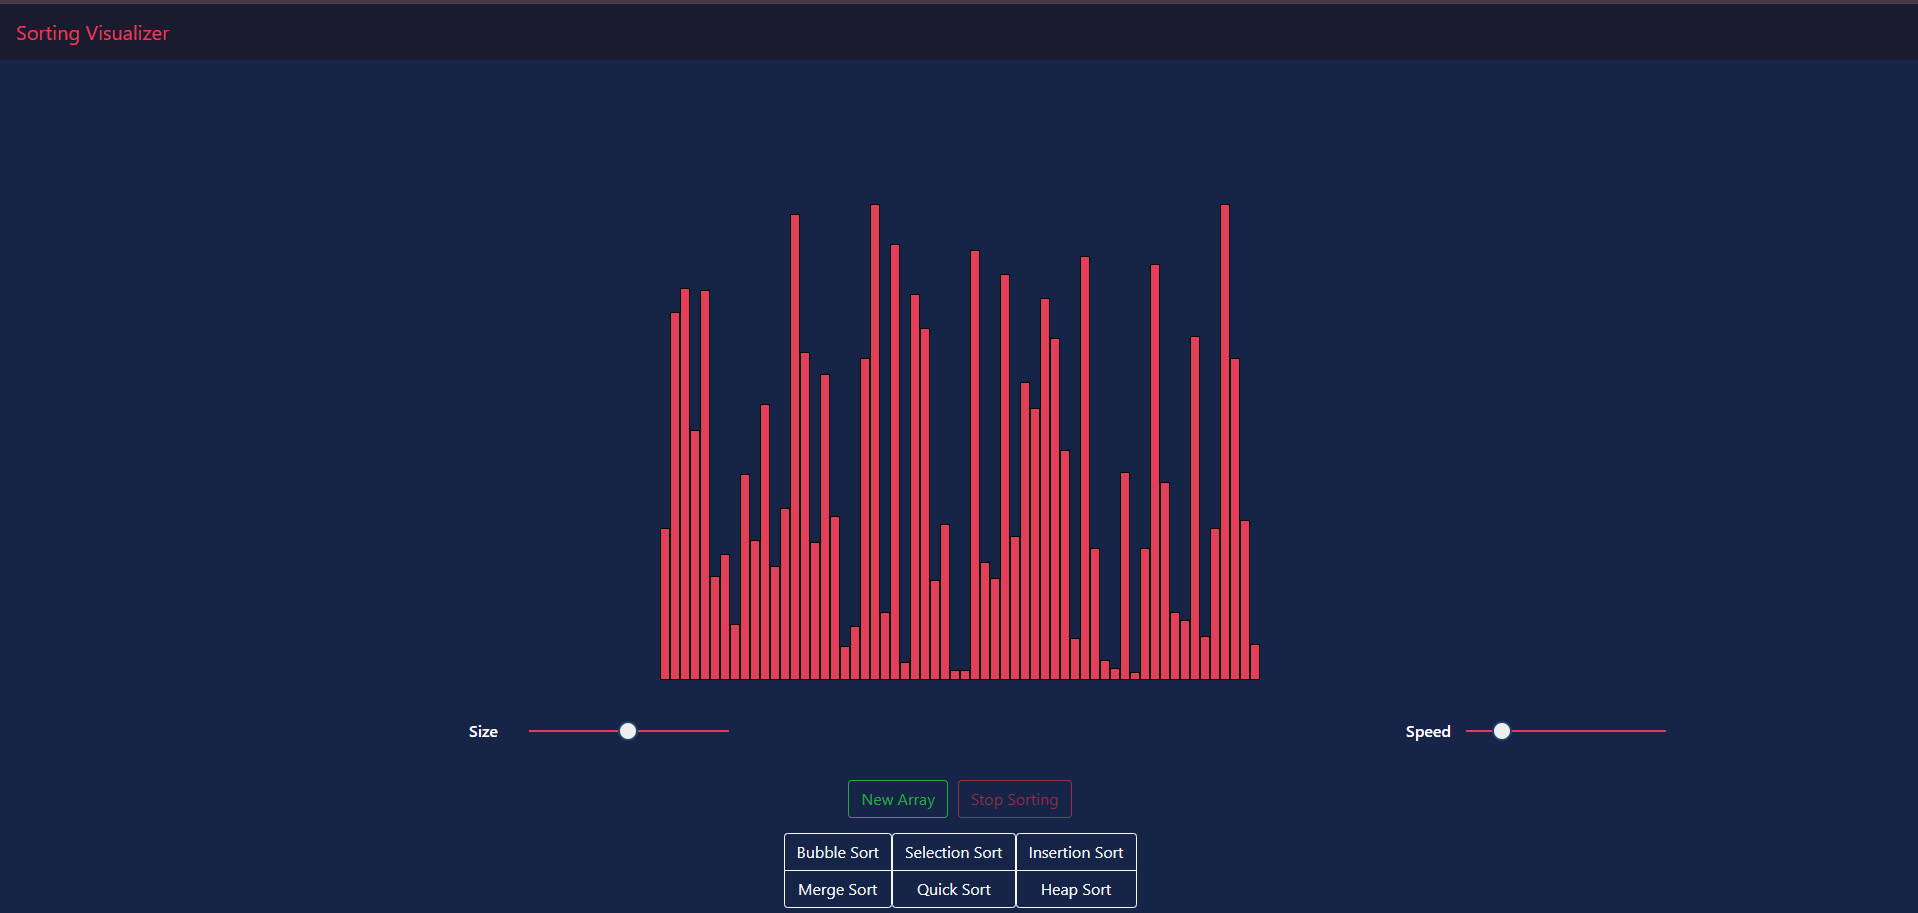 Sorting Visualizer
Size
Speed
New Array
Stop Sorting
Bubble Sort
Selection Sort
Insertion Sort
Merge Sort
Quick Sort
Heap Sort